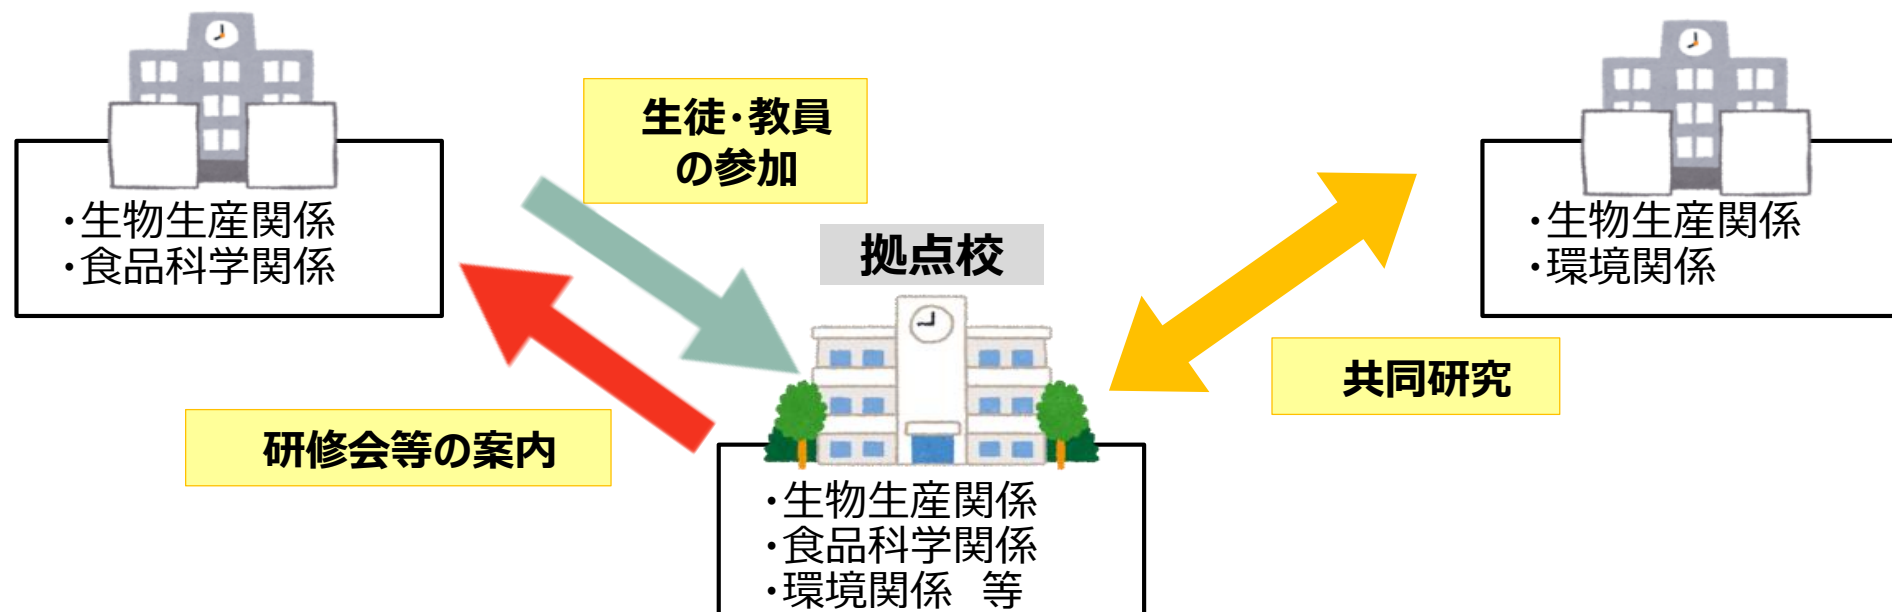 生徒・教員
の参加
・生物生産関係
・食品科学関係
拠点校
・生物生産関係
・環境関係
共同研究
研修会等の案内
・生物生産関係
・食品科学関係
・環境関係 等